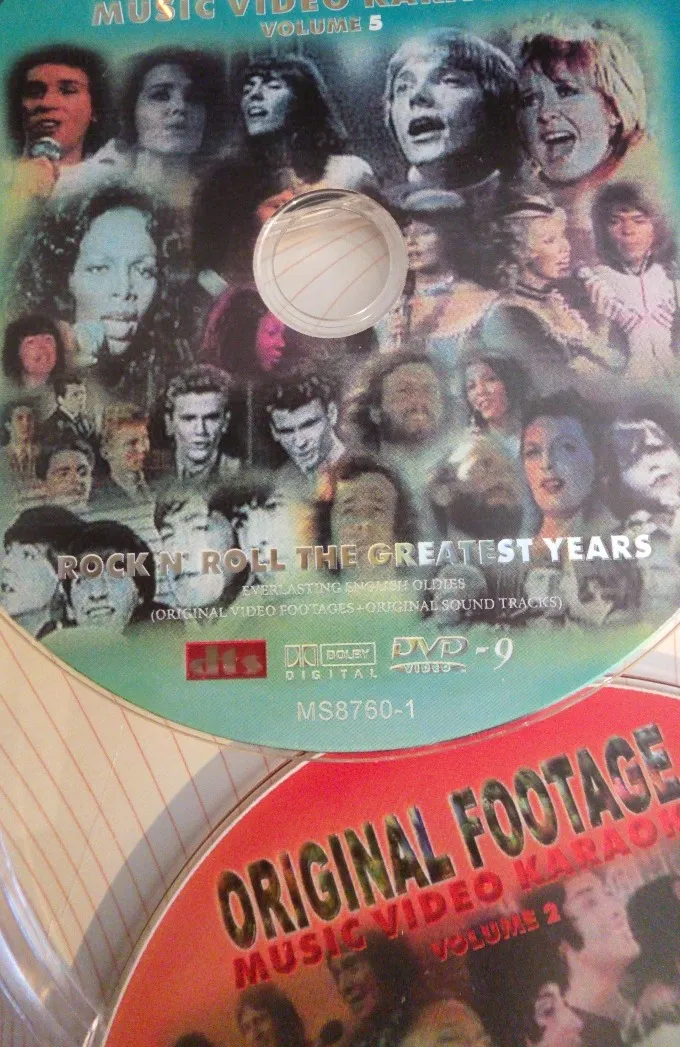 MUSIC VIDEO
VOLUME 5
ROCK N' ROLL THE GREATEST YEARS
EVERLASTING ENGLISH OLDIES
(ORIGINAL VIDEO FOOTAGES + ORIGINAL SOUND TRACKS)
dts DOLBY DIGITAL DVD VIDEO -9
MS8760-1
ORIGINAL FOOTAGE
MUSIC VIDEO KARAOK
VOLUME 2